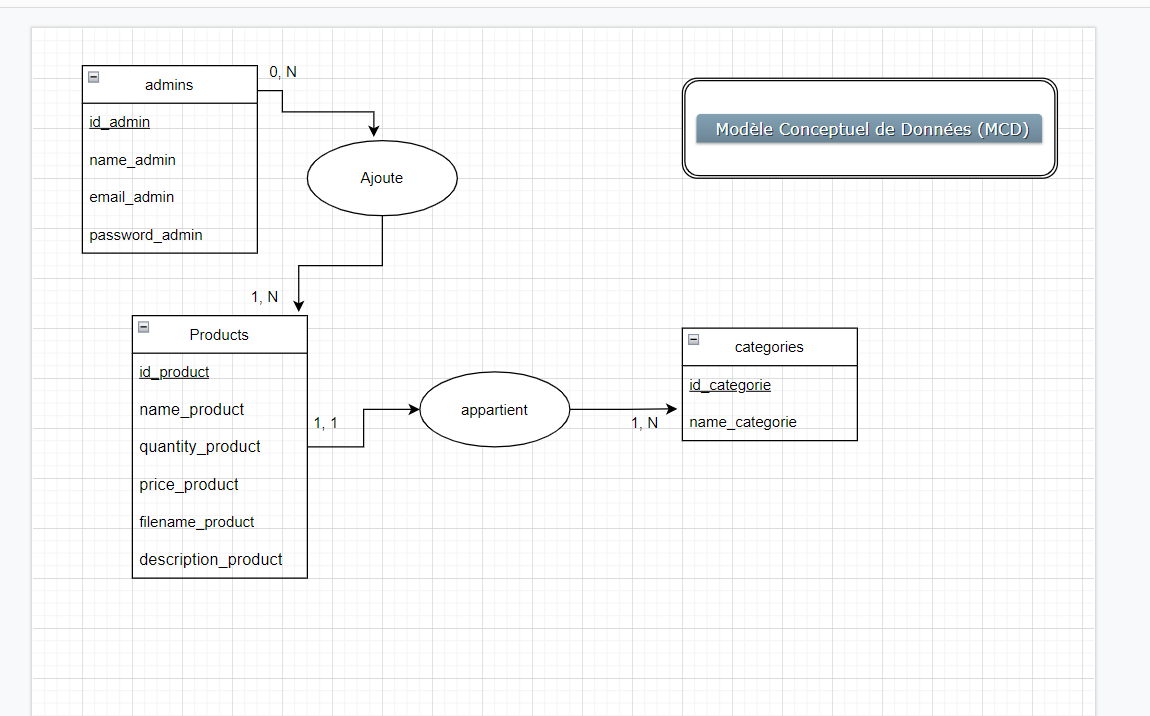 0, N
admins
id_admin
name_admin
email_admin
password_admin
Ajoute
Modèle Conceptuel de Données (MCD)
1, N
Products
id_product
name_product
quantity_product
price_product
filename_product
description_product
1, 1
appartient
1, N
categories
id_categorie
name_categorie